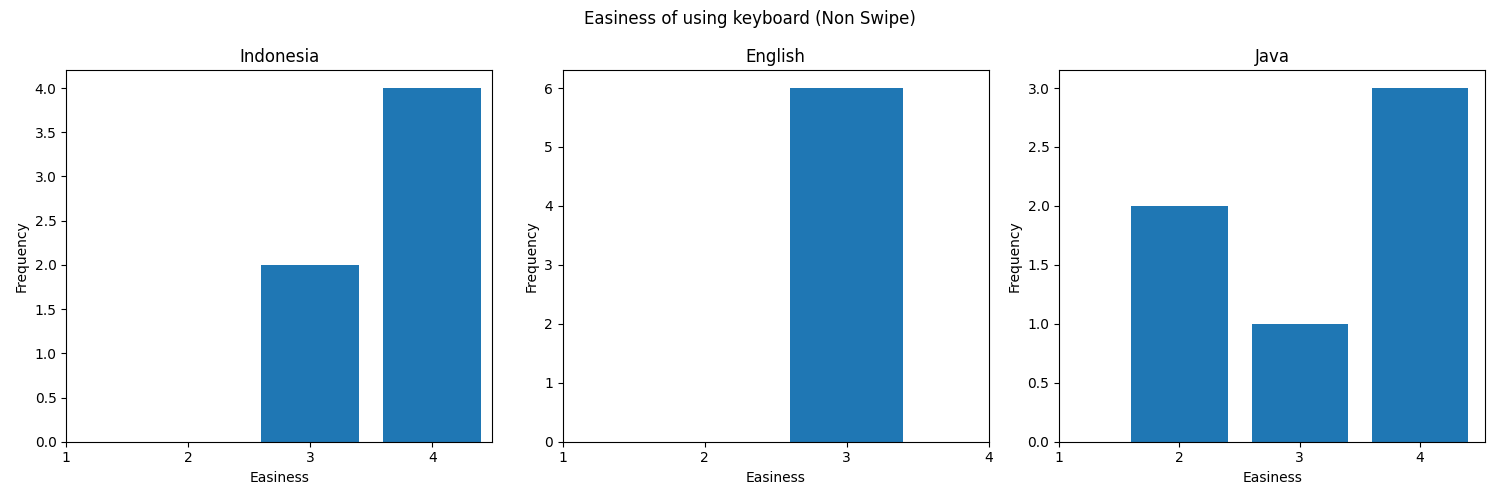 Easiness of using keyboard (Non Swipe)
Indonesia
4.0
3.5
3.0
2.5
2.0
1.5
1.0
0.5
0.0
Frequency
1 2 3 4
Easiness
English
6
5
4
3
2
1
0
Frequency
1 2 3 4
Easiness
Java
3.0
2.5
2.0
1.5
1.0
0.5
0.0
Frequency
1 2 3 4
Easiness